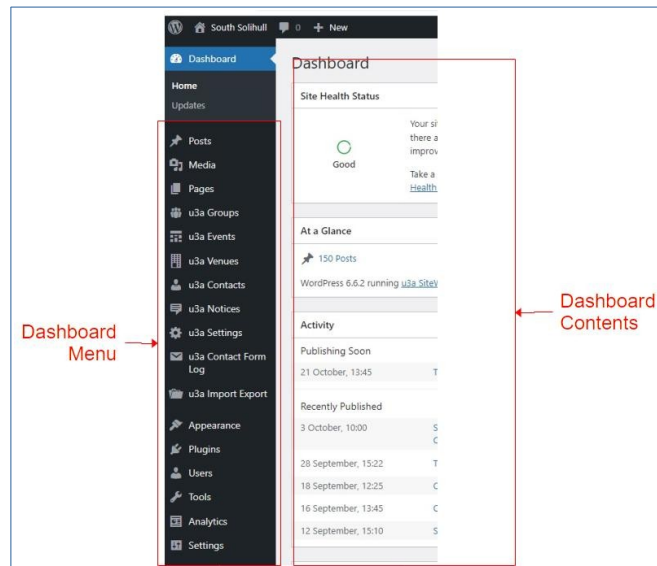 South Solihull 0 + New
Dashboard
Home
Updates
Posts
Media
Pages
u3a Groups
u3a Events
u3a Venues
u3a Contacts
u3a Notices
u3a Settings
u3a Contact Form
Log
u3a Import Export
Appearance
Plugins
Users
Tools
Analytics
Settings
Dashboard
Site Health Status
Good
Your
there a
improv
Take a
Health
At a Glance
150 Posts
WordPress 6.6.2 running u3a SiteW
Activity
Publishing Soon
21 October, 13:45 T
Recently Published
3 October, 10:00 S
C
28 September, 15:22 T
18 September, 12:25 C
16 September, 13:45 C
12 September, 15:10 S
Dashboard
Menu
Dashboard
Contents